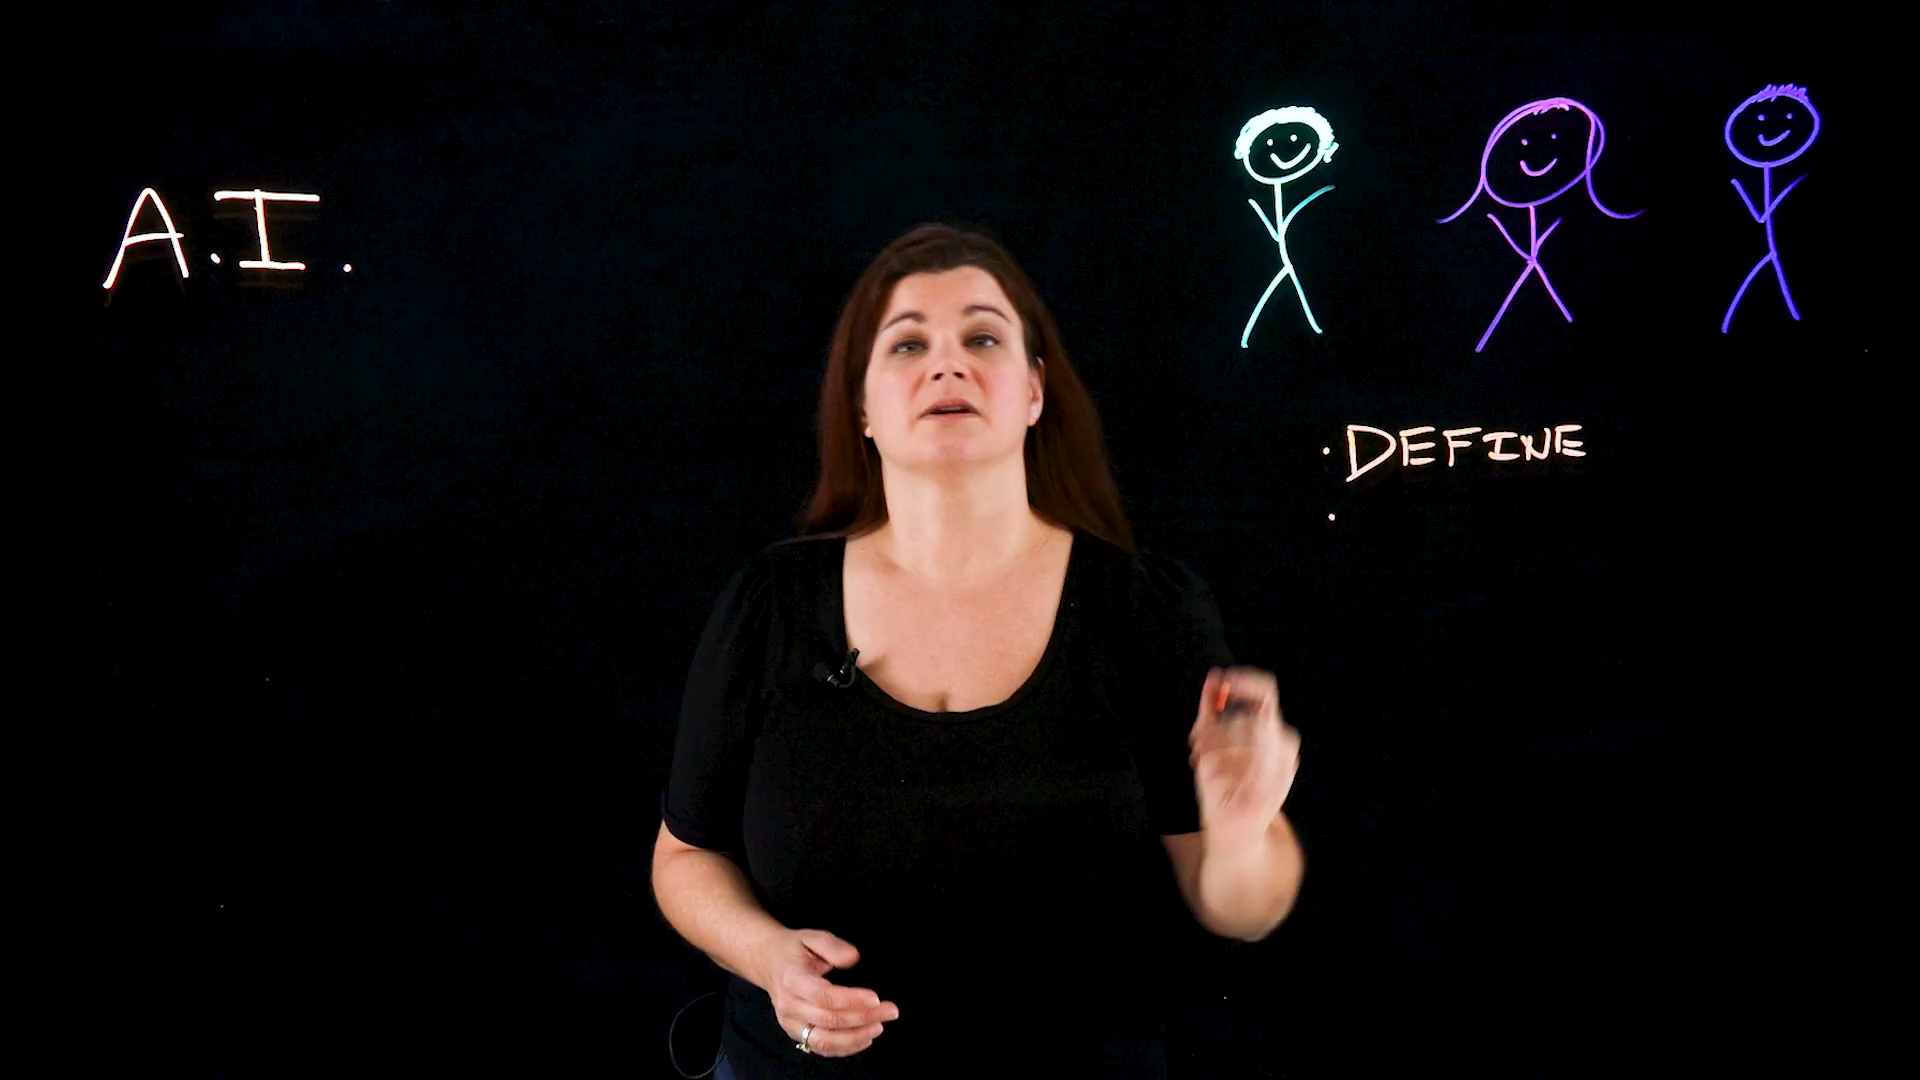 A.I.
• DEFINE
•